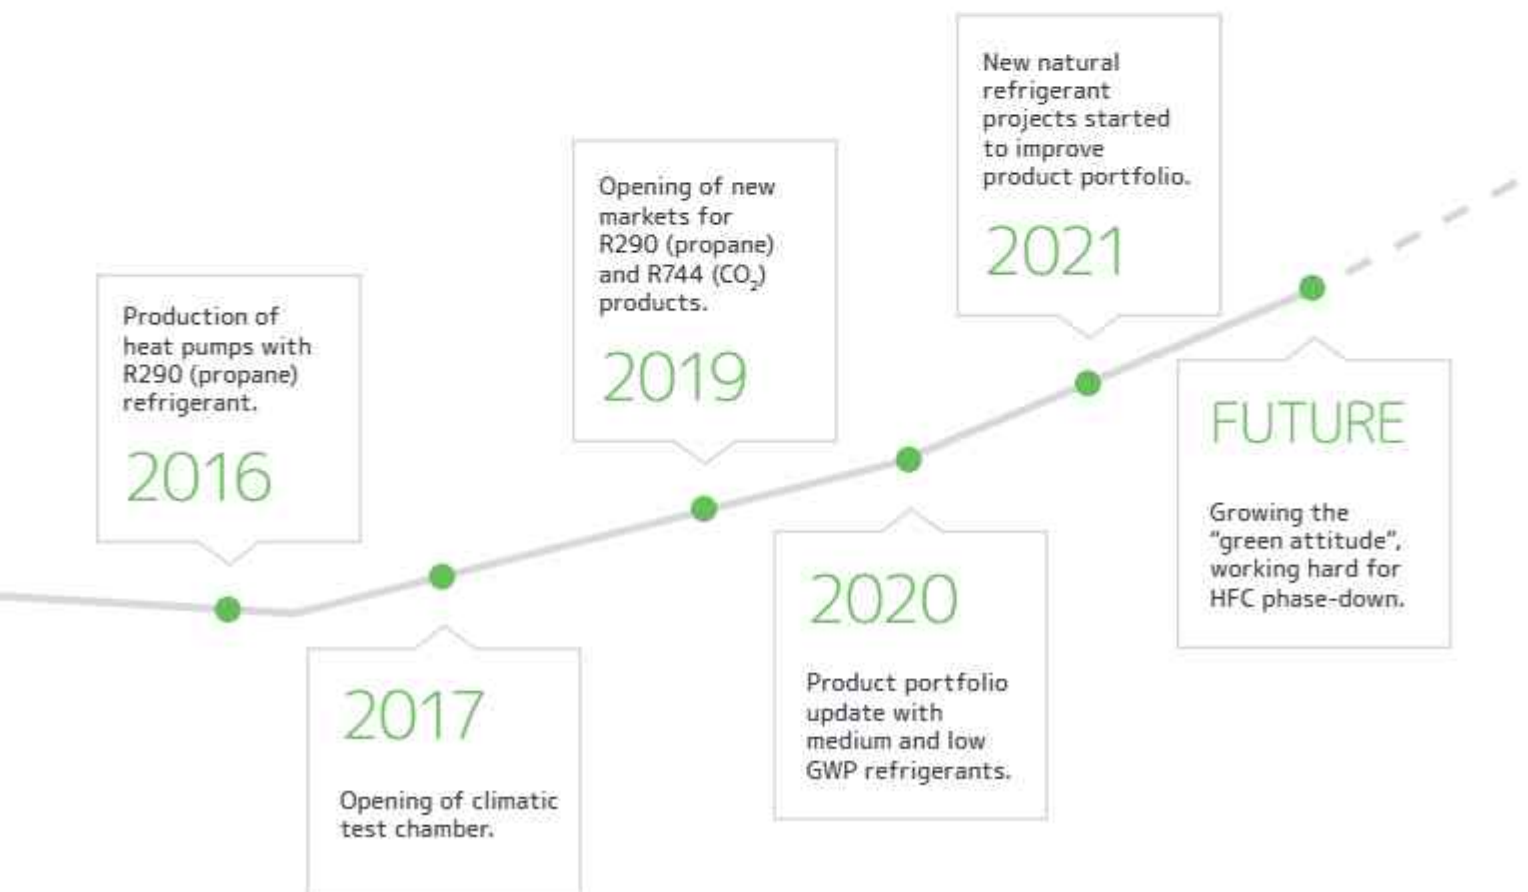 Production of
heat pumps with
R290 (propane)
refrigerant.
2016
2017
Opening of climatic
test chamber.
Opening of new
markets for
R290 (propane)
and R744 (CO₂)
products.
2019
2020
Product portfolio
update with
medium and low
GWP refrigerants.
New natural
refrigerant
projects started
to improve
product portfolio.
2021
FUTURE
Growing the
“green attitude”,
working hard for
HFC phase-down.